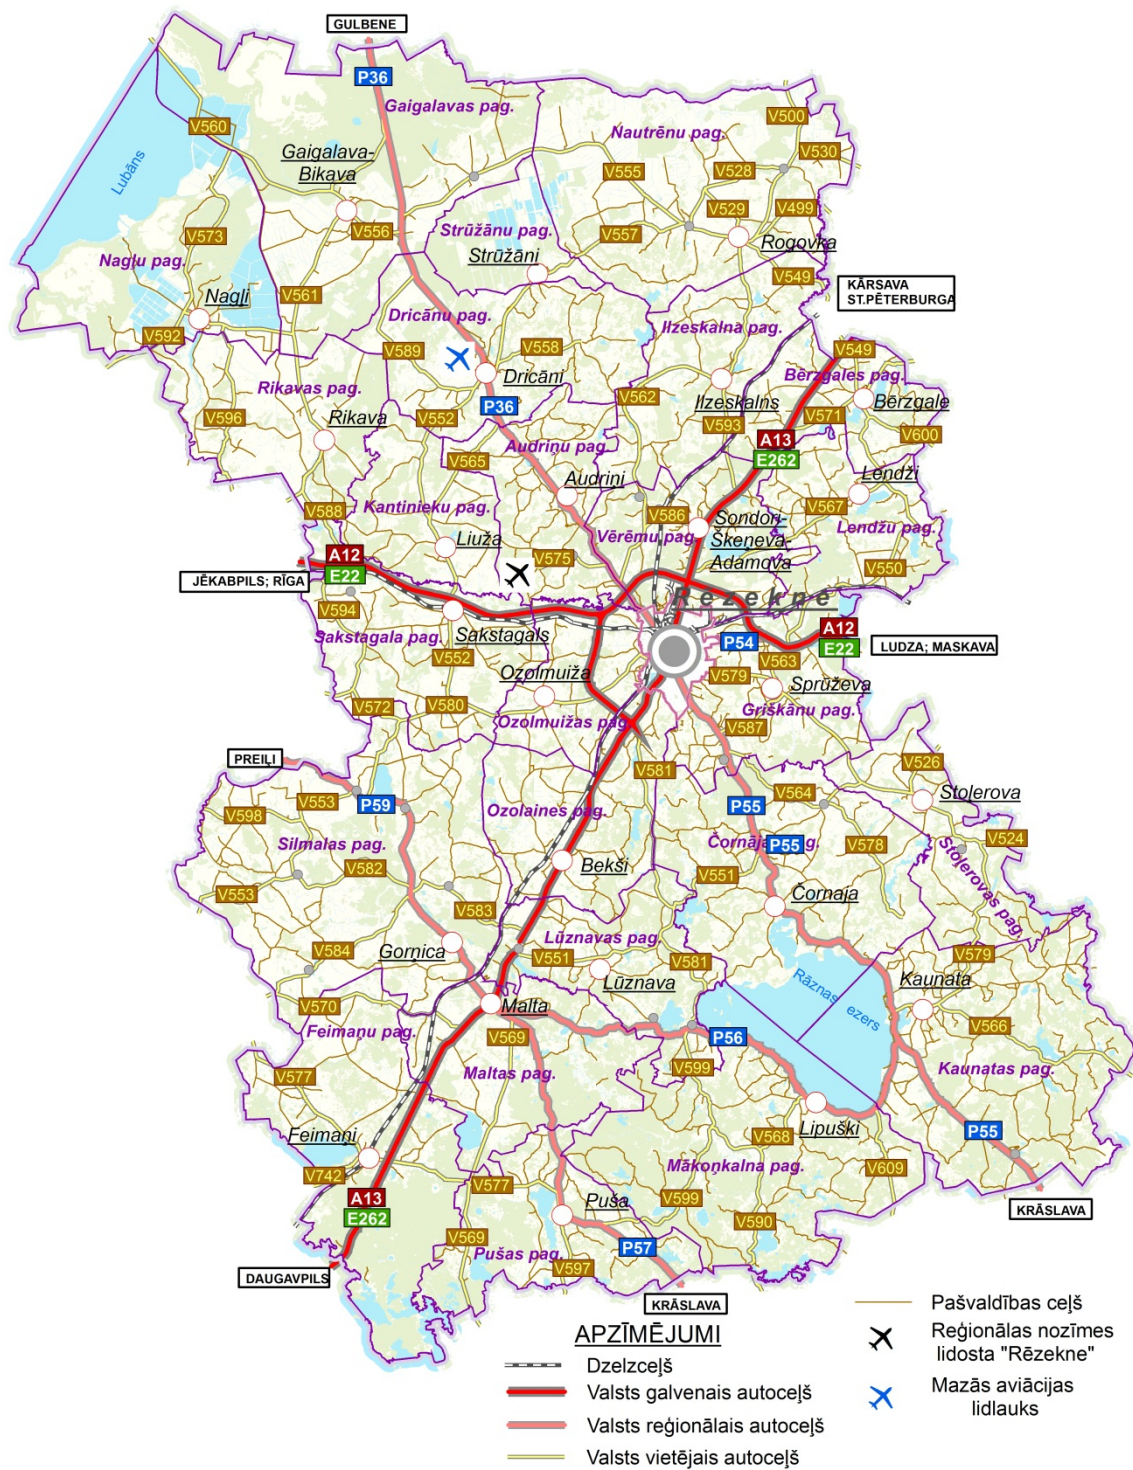 GULBENE
P36
Gaigalavas pag.
Nautrēnu pag.
V500
V560
V530
Gaigalava-
Bikava
V555
V528
Lubāns
V529
V499
V573
V556
Strūžānu pag.
V557
Rogovka
Nagļu pag.
Strūžāni
V549
KĀRSAVA
ST.PĒTERBURGA
Nagļi
V561
Dricānu pag.
Ilzeskalna pag.
V592
V589
V558
V549
Bērzgales pag.
Rikavas pag.
Dricāni
V562
Ilzeskalns
Bērzgale
V596
Rikava
V552
P36
V593
V571
V600
Audriņu pag.
A13
E262
V565
Lendži
Audriņi
V588
Kantinieku pag.
V586
Sondori-
V567
Lendžu pag.
Liuža
V575
Vērēmu pag.
Skeņeva-
Adamova
A12
E22
V550
JĒKABPILS; RĪGA
Rēzekne
V594
Sakstagala pag.
Sakstagals
A12
E22
P54
LUDZA; MASKAVA
V552
V563
Ozolmuiža
V579
Sprūževa
V572
V580
Ozolmuižas pag.
Griškānu pag.
V587
PREIĻI
V581
V526
V553
P59
V564
Stoļerova
V598
Ozolaines pag.
P55
Silmalas pag.
Čornājas pag.
P55
V578
V524
V582
Bekši
V551
Stoļerovas pag.
V553
Čornaja
V583
Lūznavas pag.
V584
Gorņica
V551
V581
V579
Lūznava
Rāznas ezers
Kaunata
V570
Malta
V566
Feimaņu pag.
V569
P56
V599
Maltas pag.
Kaunatas pag.
V577
Lipuški
Feimaņi
V568
P55
Mākoņkalna pag.
V609
V742
V577
A13
E262
Puša
V599
KRĀSLAVA
V569
V590
Pušas pag.
P57
V597
DAUGAVPILS
KRĀSLAVA
APZĪMĒJUMI
Dzelzceļš
Valsts galvenais autoceļš
Valsts reģionālais autoceļš
Valsts vietējais autoceļš
Pašvaldības ceļš
Reģionālas nozīmes
lidosta "Rēzekne"
Mazās aviācijas
lidlauks